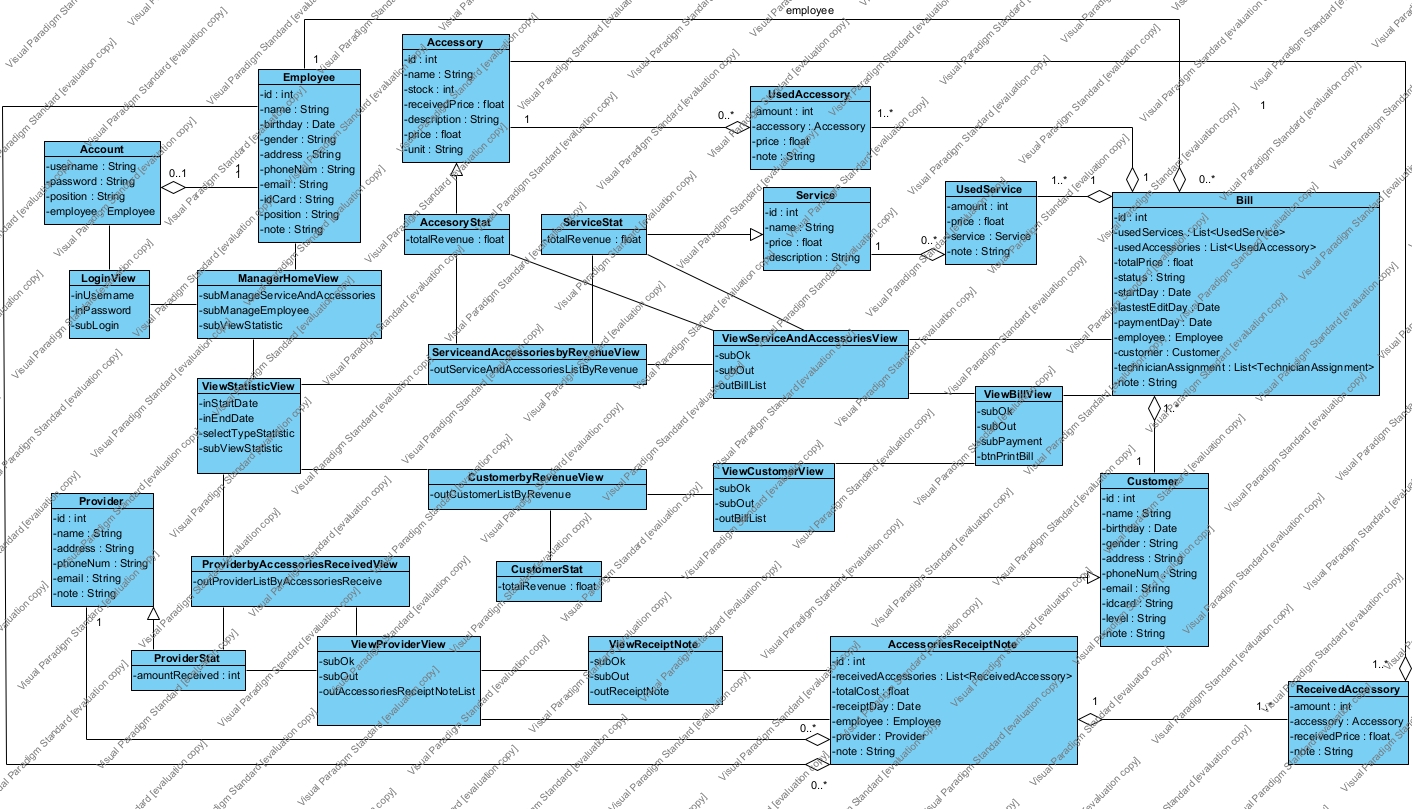 employee
Accessory
-id : int
-name : String
-stock : int
-receivedPrice : float
-description : String
-price : float
-unit : String
1
Employee
-id : int
-name : String
-birthday : Date
-gender : String
-address : String
-phoneNum : String
-email : String
-idCard : String
-position : String
-note : String
UsedAccessory
-amount : int
-accessory : Accessory
-price : float
-note : String
1
0..*
1..*
1
Account
-username : String
-password : String
-position : String
-employee : Employee
0..1
1
Service
-id : int
-name : String
-price : float
-description : String
UsedService
-amount : int
-price : float
-service : Service
-note : String
1..*
1
1
0..*
1
0..*
Bill
-id : int
-usedServices : List<UsedService>
-usedAccessories : List<UsedAccessory>
-totalPrice : float
-status : String
-startDay : Date
-lastestEditDay : Date
-paymentDay : Date
-employee : Employee
-customer : Customer
-technicianAssignment : List<TechnicianAssignment>
-note : String
AccesoryStat
-totalRevenue : float
ServiceStat
-totalRevenue : float
LoginView
-inUsername
-inPassword
-subLogin
ManagerHomeView
-subManageServiceAndAccessories
-subManageEmployee
-subViewStatistic
ServiceandAccessoriesbyRevenueView
-outServiceAndAccessoriesListByRevenue
ViewServiceAndAccessoriesView
-subOk
-subOut
-outBillList
ViewStatisticView
-inStartDate
-inEndDate
-selectTypeStatistic
-subViewStatistic
ViewBillView
-subOk
-subOut
-subPayment
-btnPrintBill
1..*
1
CustomerbyRevenueView
-outCustomerListByRevenue
ViewCustomerView
-subOk
-subOut
-outBillList
Customer
-id : int
-name : String
-birthday : Date
-gender : String
-address : String
-phoneNum : String
-email : String
-idcard : String
-level : String
-note : String
Provider
-id : int
-name : String
-address : String
-phoneNum : String
-email : String
-note : String
1
ProviderbyAccessoriesReceivedView
-outProviderListByAccessoriesReceive
CustomerStat
-totalRevenue : float
ProviderStat
-amountReceived : int
ViewProviderView
-subOk
-subOut
-outAccessoriesReceiptNoteList
ViewReceiptNote
-subOk
-subOut
-outReceiptNote
AccessoriesReceiptNote
-id : int
-receivedAccessories : List<ReceivedAccessory>
-totalCost : float
-receiptDay : Date
-employee : Employee
-provider : Provider
-note : String
0..*
0..*
1
1..*
1..*
ReceivedAccessory
-amount : int
-accessory : Accessory
-receivedPrice : float
-note : String
Visual Paradigm Standard [evaluation copy]